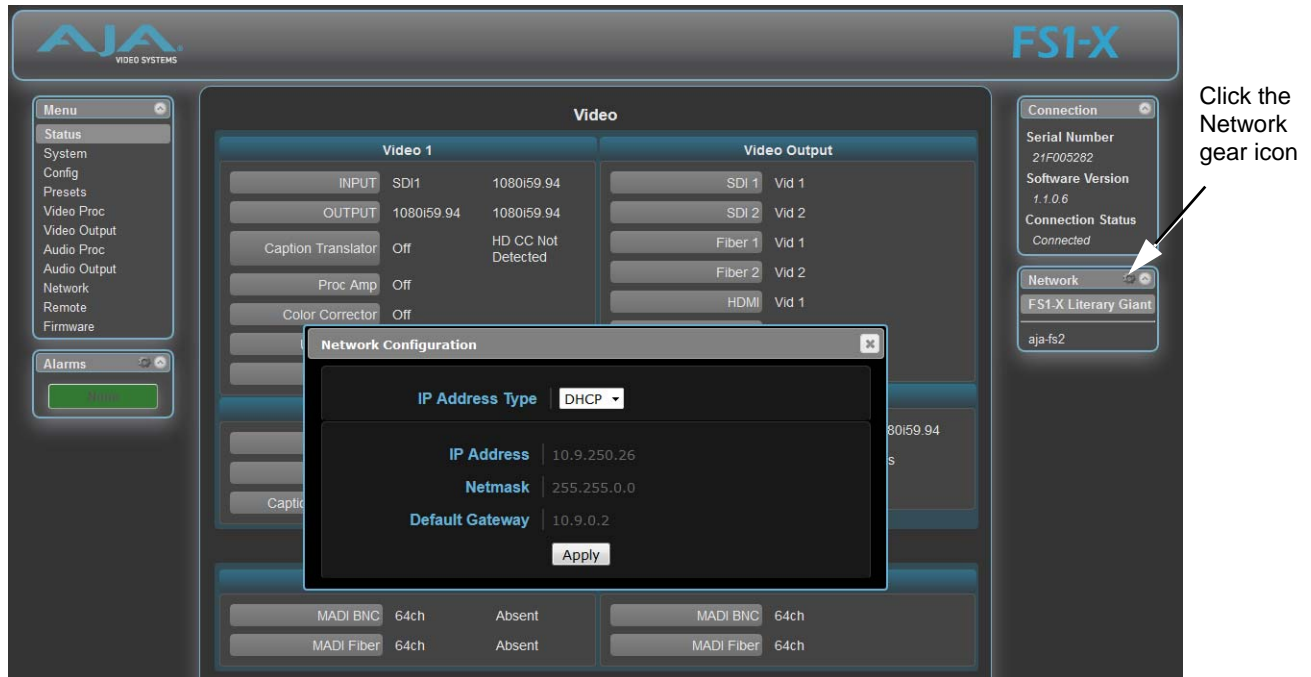 AJA
VIDEO SYSTEMS
FS1-X
Menu
Status
System
Config
Presets
Video Proc
Video Output
Audio Proc
Audio Output
Network
Remote
Firmware
Alarms
None
Video
Video 1
INPUT SDI1 1080i59.94
OUTPUT 1080i59.94 1080i59.94
Caption Translator Off HD CC Not
Detected
Proc Amp Off
Color Corrector Off
Video Output
SDI 1 Vid 1
SDI 2 Vid 2
Fiber 1 Vid 1
Fiber 2 Vid 2
HDMI Vid 1
Network Configuration
IP Address Type DHCP
IP Address 10.9.250.26
Netmask 255.255.0.0
Default Gateway 10.9.0.2
Apply
80i59.94
s
Captio
MADI BNC 64ch Absent
MADI Fiber 64ch Absent
MADI BNC 64ch
MADI Fiber 64ch
Connection
Serial Number
21F005282
Software Version
1.1.0.6
Connection Status
Connected
Network
FS1-X Literary Giant
aja-fs2
Click the
Network
gear icon